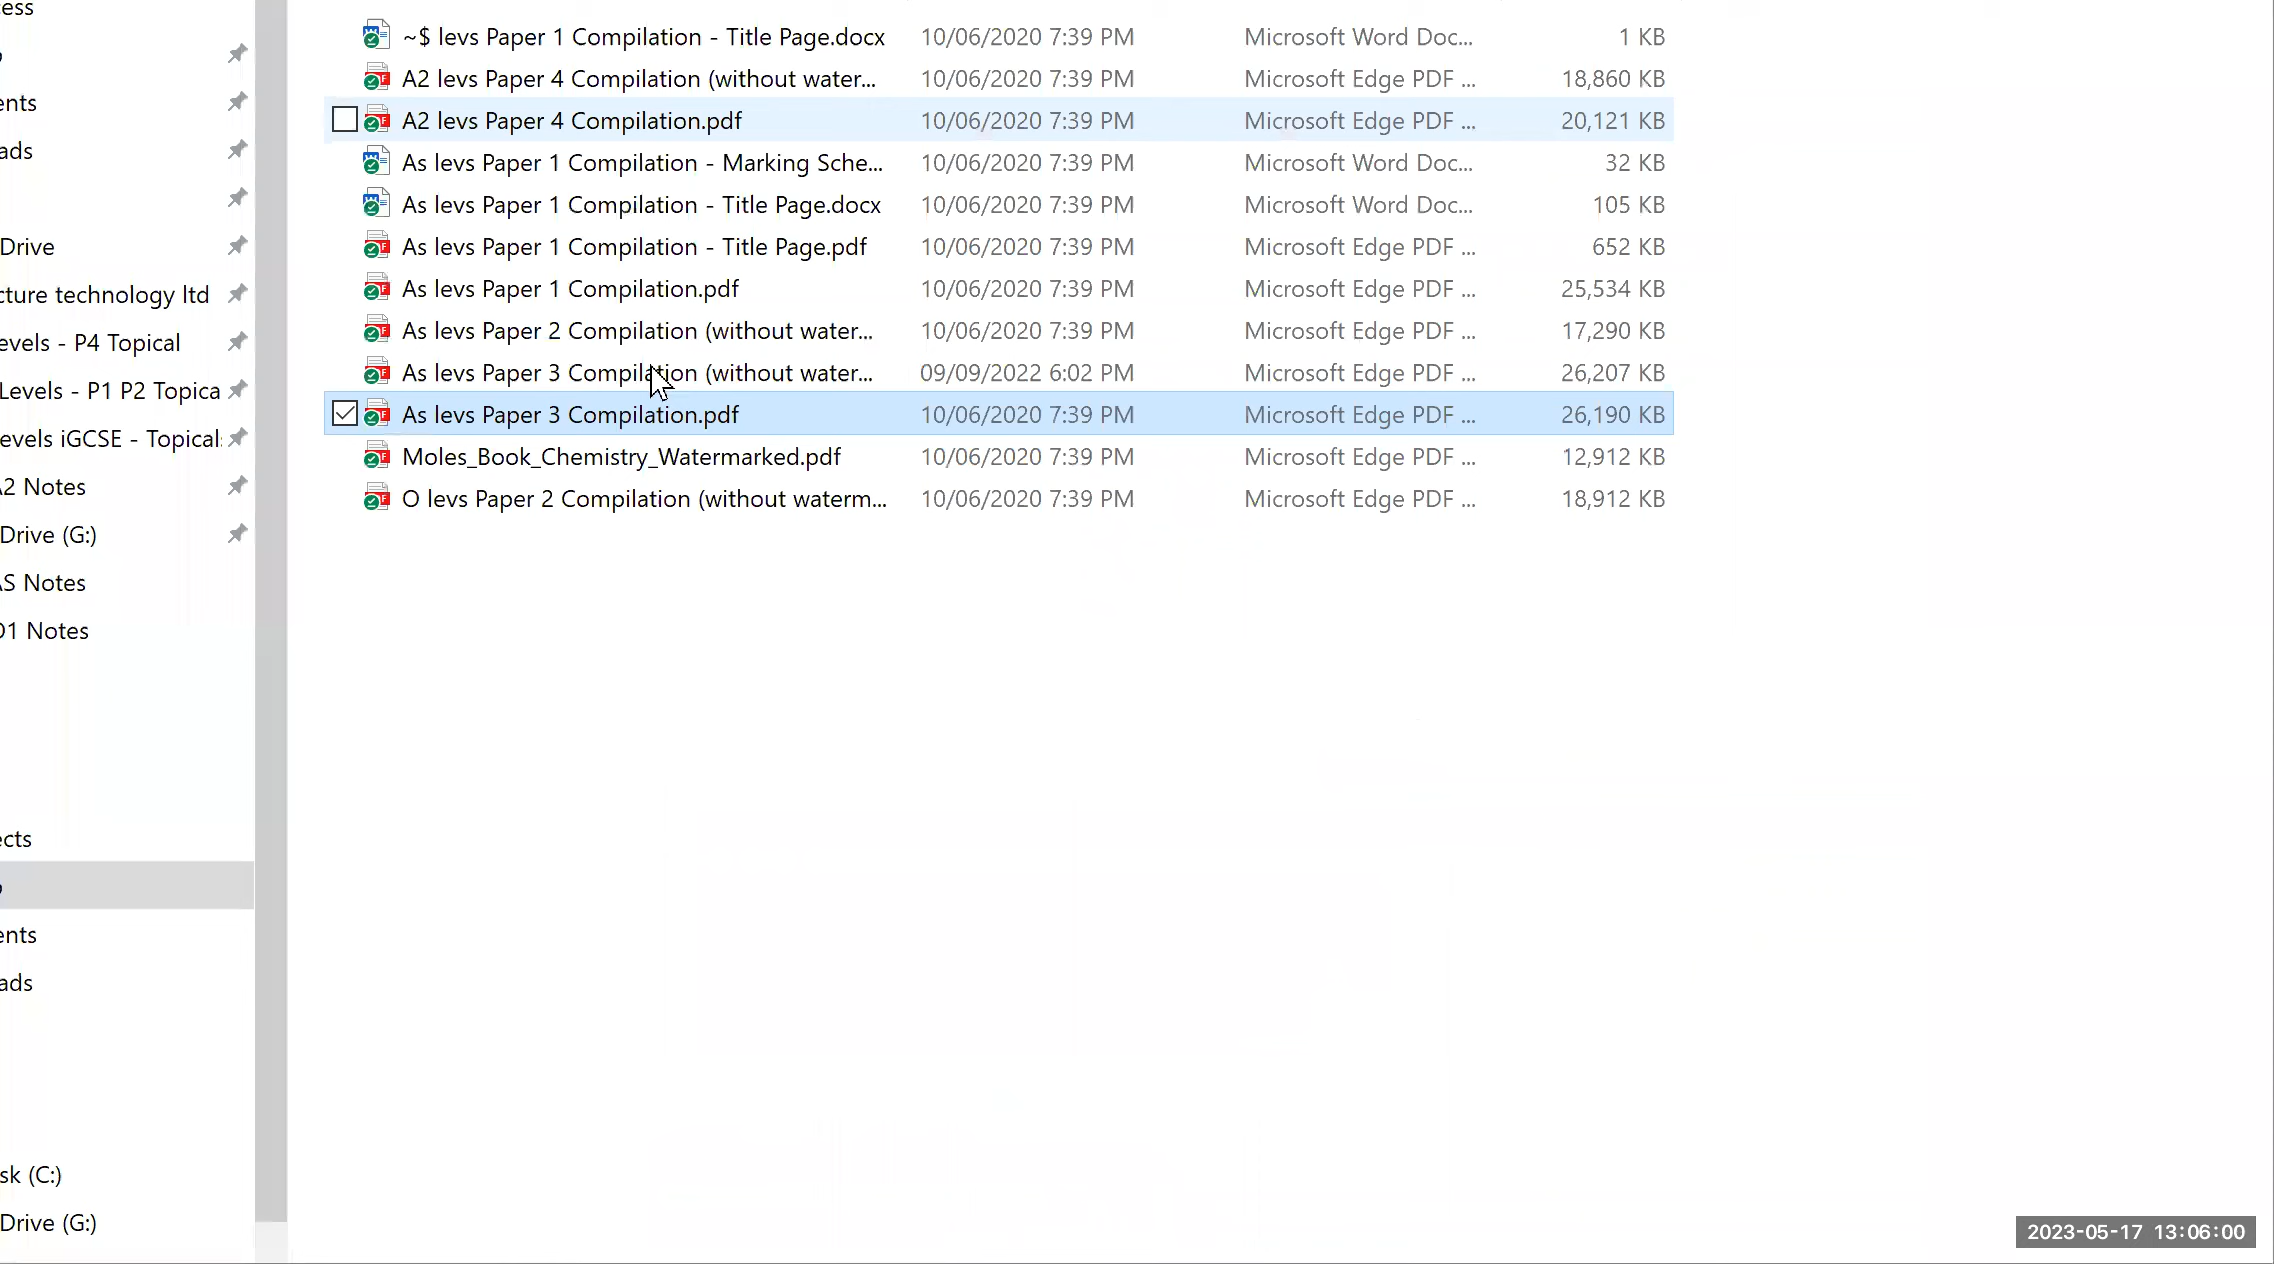 ess
ents
ads
Drive
cture technology ltd
evels - P4 Topical
Levels - P1 P2 Topica
evels iGCSE - Topical
A2 Notes
Drive (G:)
AS Notes
O1 Notes
ects
ents
ads
sk (C:)
Drive (G:)
~$ levs Paper 1 Compilation - Title Page.docx 10/06/2020 7:39 PM Microsoft Word Doc... 1 KB
A2 levs Paper 4 Compilation (without water... 10/06/2020 7:39 PM Microsoft Edge PDF ... 18,860 KB
A2 levs Paper 4 Compilation.pdf 10/06/2020 7:39 PM Microsoft Edge PDF ... 20,121 KB
As levs Paper 1 Compilation - Marking Sche... 10/06/2020 7:39 PM Microsoft Word Doc... 32 KB
As levs Paper 1 Compilation - Title Page.docx 10/06/2020 7:39 PM Microsoft Word Doc... 105 KB
As levs Paper 1 Compilation - Title Page.pdf 10/06/2020 7:39 PM Microsoft Edge PDF ... 652 KB
As levs Paper 1 Compilation.pdf 10/06/2020 7:39 PM Microsoft Edge PDF ... 25,534 KB
As levs Paper 2 Compilation (without water... 10/06/2020 7:39 PM Microsoft Edge PDF ... 17,290 KB
As levs Paper 3 Compilation (without water... 09/09/2022 6:02 PM Microsoft Edge PDF ... 26,207 KB
As levs Paper 3 Compilation.pdf 10/06/2020 7:39 PM Microsoft Edge PDF ... 26,190 KB
Moles_Book_Chemistry_Watermarked.pdf 10/06/2020 7:39 PM Microsoft Edge PDF ... 12,912 KB
O levs Paper 2 Compilation (without waterm... 10/06/2020 7:39 PM Microsoft Edge PDF ... 18,912 KB
2023-05-17 13:06:00